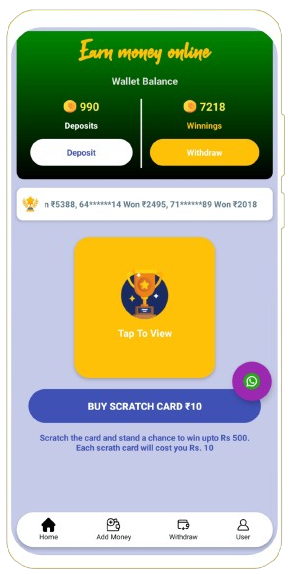 Earn money online
Wallet Balance
990
7218
Deposits
Winnings
Deposit
Withdraw
n ₹5388, 64******14 Won ₹2495, 71******89 Won ₹2018
Tap To View
BUY SCRATCH CARD ₹10
Scratch the card and stand a chance to win upto Rs 500.
Each scrath card will cost you Rs. 10
Home
Add Money
Withdraw
User